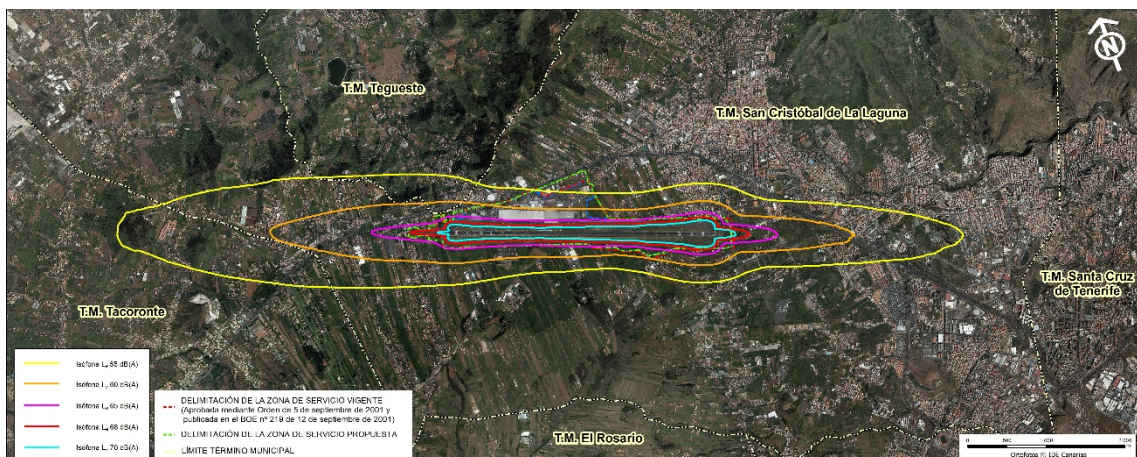 N
T.M. Tegueste
T.M. San Cristóbal de La Laguna
T.M. Santa Cruz
de Tenerife
T.M. Tacoronte
T.M. El Rosario
Isófona L 55 dB(A)
Isófona L 60 dB(A)
Isófona L 65 dB(A)
Isófona L 68 dB(A)
Isófona L 70 dB(A)
DELIMITACIÓN DE LA ZONA DE SERVICIO VIGENTE
(Aprobada mediante Orden de 5 de septiembre de 2001 y
publicada en el BOE nº 219 de 12 de septiembre de 2001)
DELIMITACIÓN DE LA ZONA DE SERVICIO PROPUESTA
LÍMITE TÉRMINO MUNICIPAL
0 500
Ortofotos IDE Canarias